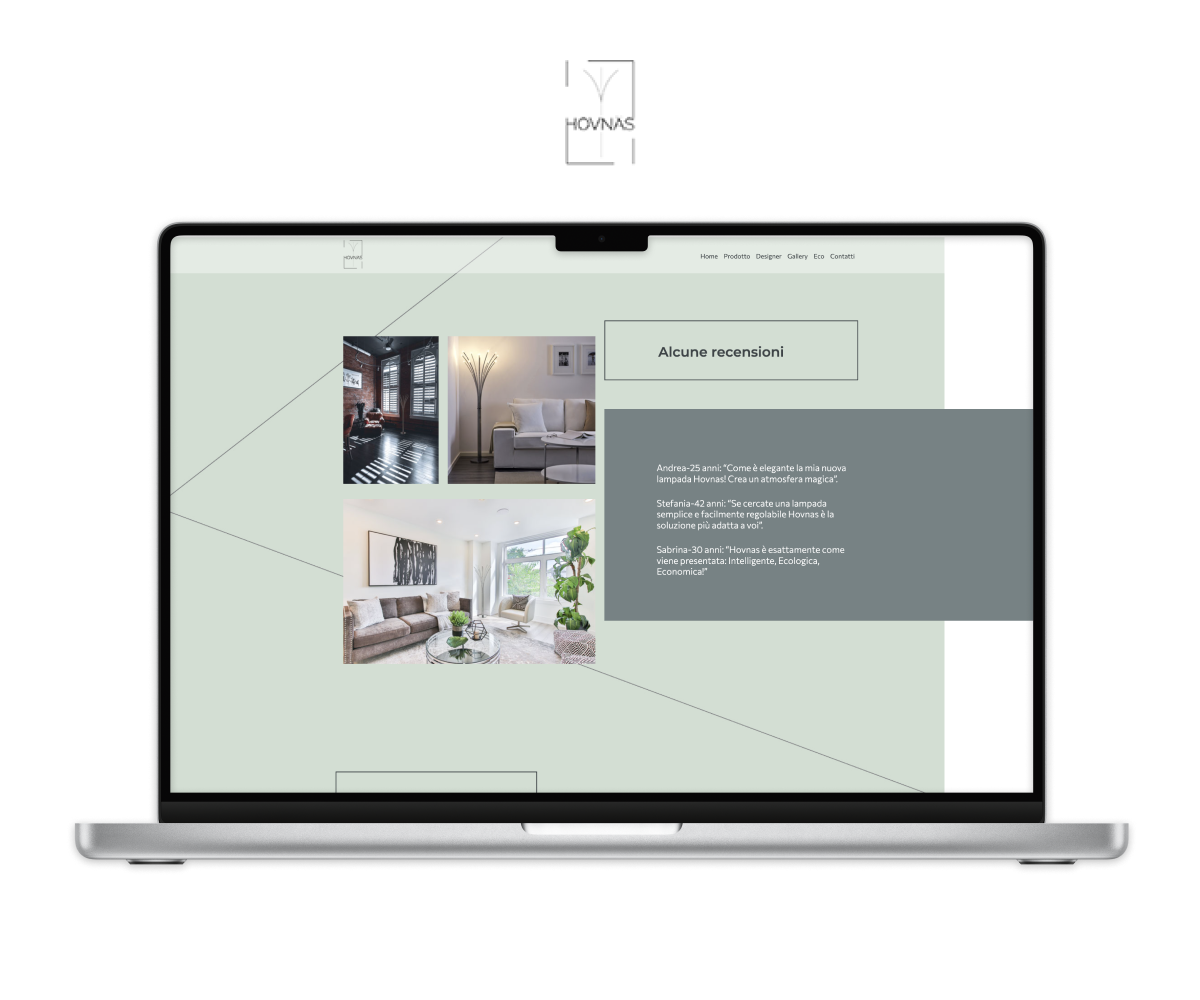 HOVNAS
HOVNAS
Home Prodotto Designer Gallery Eco Contatti
Alcune recensioni
Andrea-25 anni: “Come è elegante la mia nuova
lampada Hovnas! Crea un atmosfera magica”.
Stefania-42 anni: “Se cercate una lampada
semplice e facilmente regolabile Hovnas è la
soluzione più adatta a voi”.
Sabrina-30 anni: “Hovnas è esattamente come
viene presentata: Intelligente, Ecologica,
Economica!”